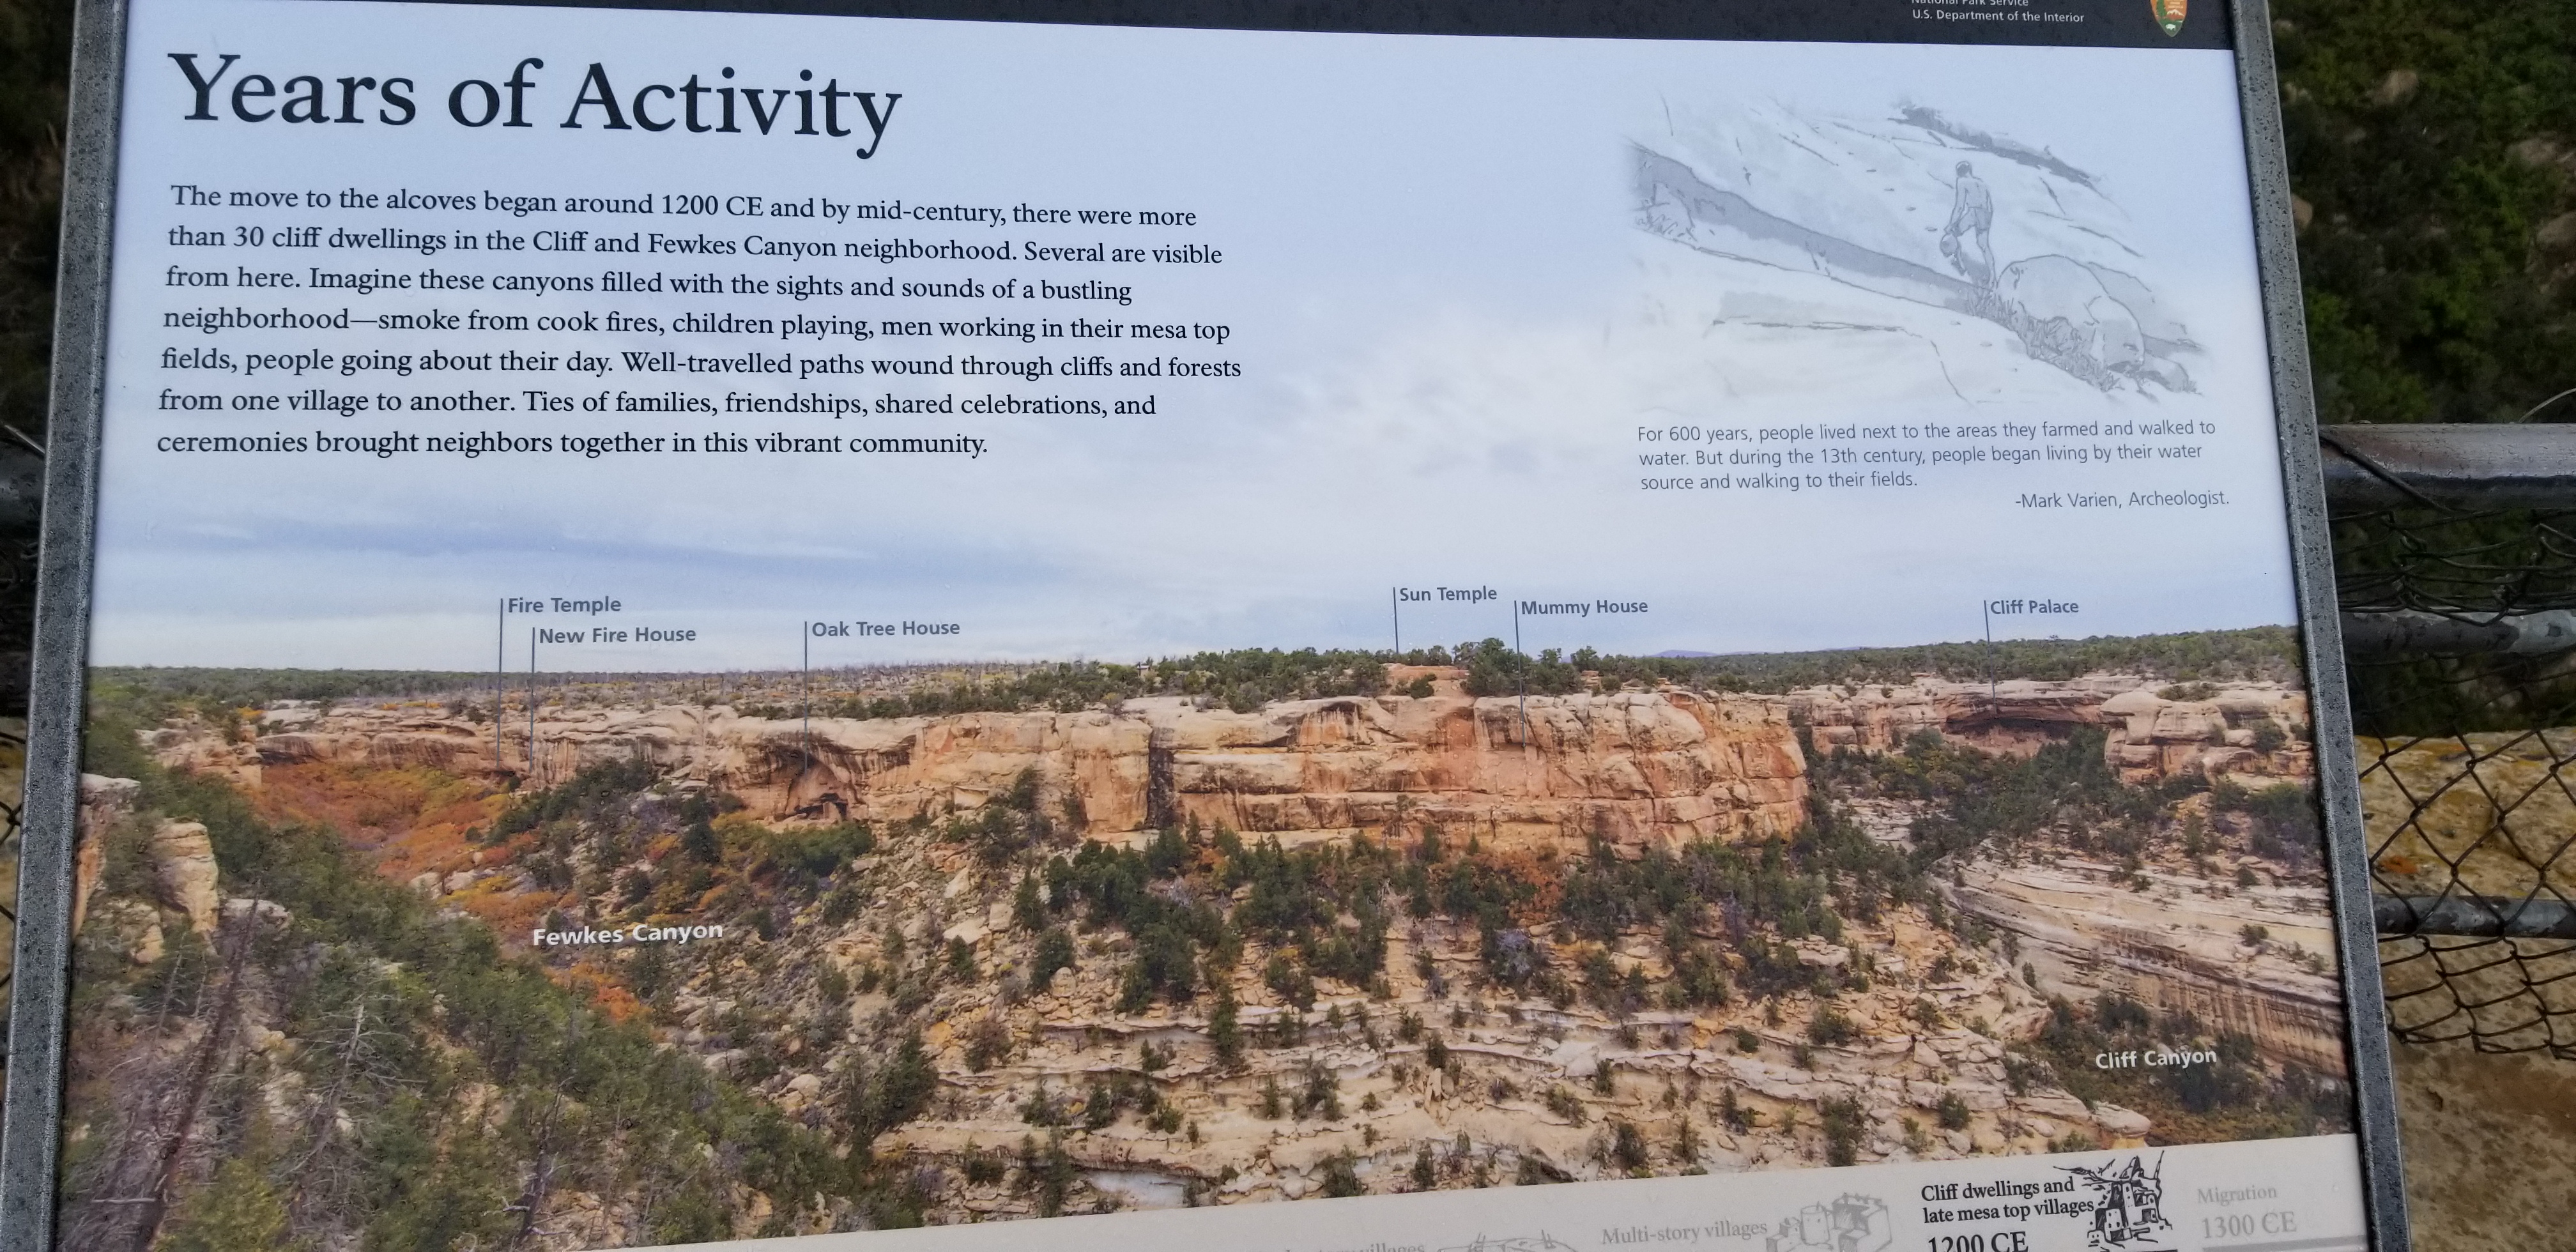 National Park Service
U.S. Department of the Interior
Years of Activity
The move to the alcoves began around 1200 CE and by mid-century, there were more
than 30 cliff dwellings in the Cliff and Fewkes Canyon neighborhood. Several are visible
from here. Imagine these canyons filled with the sights and sounds of a bustling
neighborhood—smoke from cook fires, children playing, men working in their mesa top
fields, people going about their day. Well-travelled paths wound through cliffs and forests
from one village to another. Ties of families, friendships, shared celebrations, and
ceremonies brought neighbors together in this vibrant community.
For 600 years, people lived next to the areas they farmed and walked to
water. But during the 13th century, people began living by their water
source and walking to their fields.
-Mark Varien, Archeologist.
Fire Temple
New Fire House
Oak Tree House
Sun Temple
Mummy House
Cliff Palace
Fewkes Canyon
Cliff Canyon
Multi-story villages
Cliff dwellings and
late mesa top villages
1200 CE
Migration
1300 CE